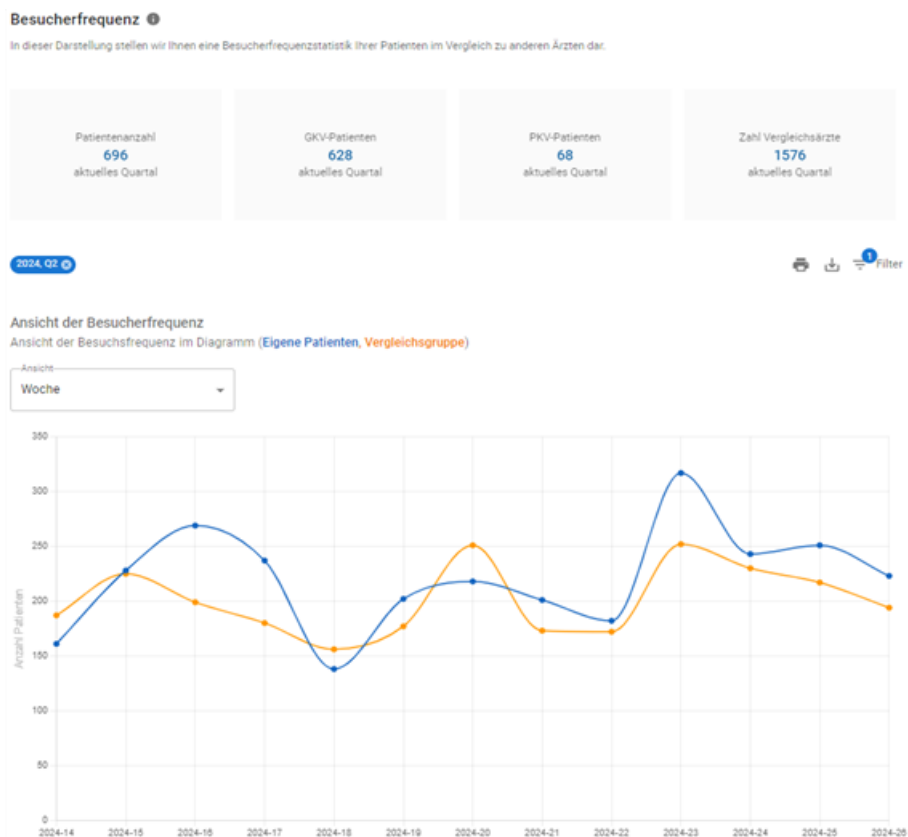 Besucherfrequenz
In dieser Darstellung stellen wir Ihnen eine Besucherfrequenzstatistik Ihrer Patienten im Vergleich zu anderen Ärzten dar.
Patientenanzahl
696
aktuelles Quartal
GKV-Patienten
628
aktuelles Quartal
PKV-Patienten
68
aktuelles Quartal
Zahl Vergleichsärzte
1576
aktuelles Quartal
2024, Q2
1
Filter
Ansicht der Besucherfrequenz
Ansicht der Besuchsfrequenz im Diagramm (Eigene Patienten, Vergleichsgruppe)
Ansicht
Woche
Anzahl Patienten
350
300
250
200
150
100
50
0
2024-14 2024-15 2024-16 2024-17 2024-18 2024-19 2024-20 2024-21 2024-22 2024-23 2024-24 2024-25 2024-26